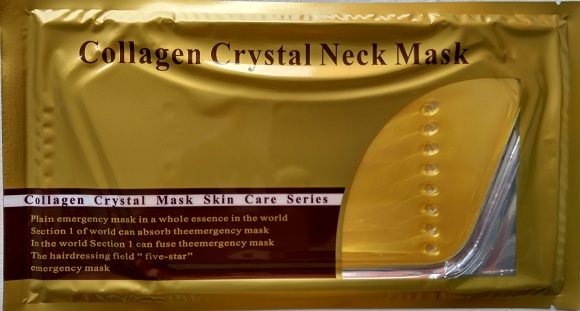 Collagen Crystal Neck Mask
Collagen Crystal Mask Skin Care Series
Plain emergency mask in a whole essence in the world
Section 1 of world can absorb theemergency mask
In the world Section 1 can fuse theemergency mask
The hairdressing field “ five-star”
emergency mask